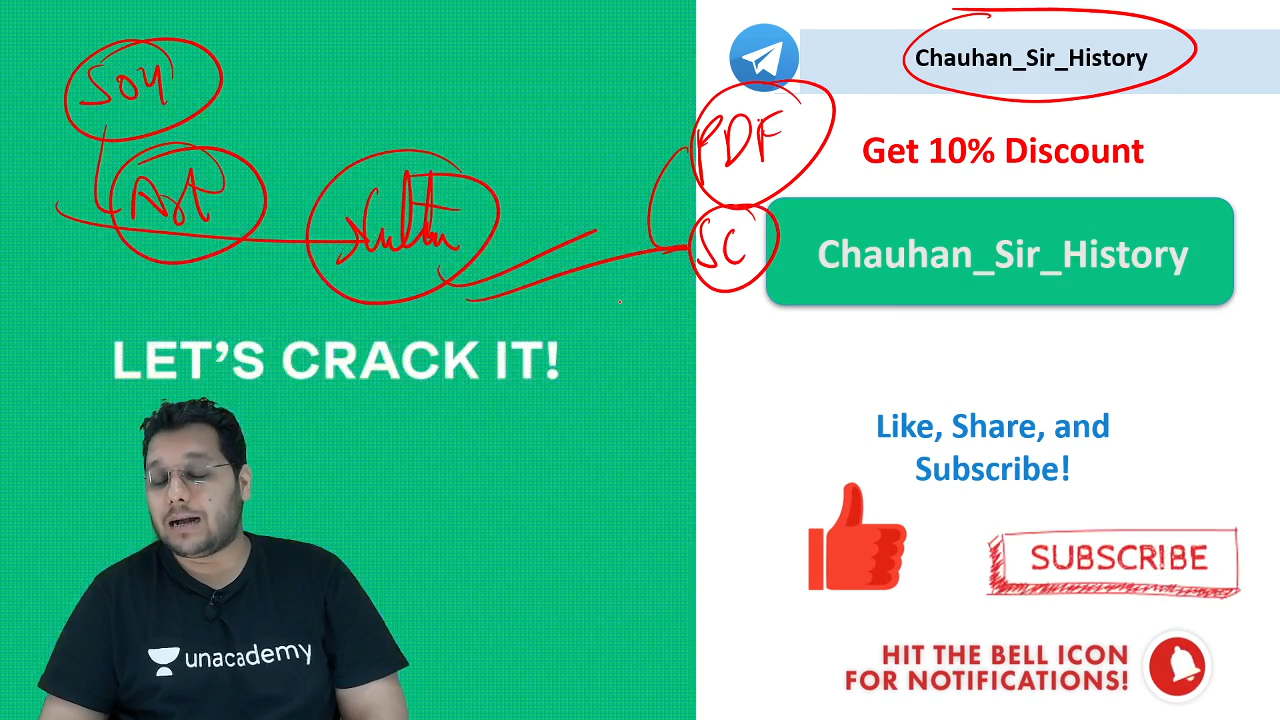 Chauhan_Sir_History
PDF
Get 10% Discount
Art
SC
Chauhan_Sir_History
LET'S CRACK IT!
Like, Share, and
Subscribe!
SUBSCRIBE
unacademy
HIT THE BELL ICON
FOR NOTIFICATIONS!